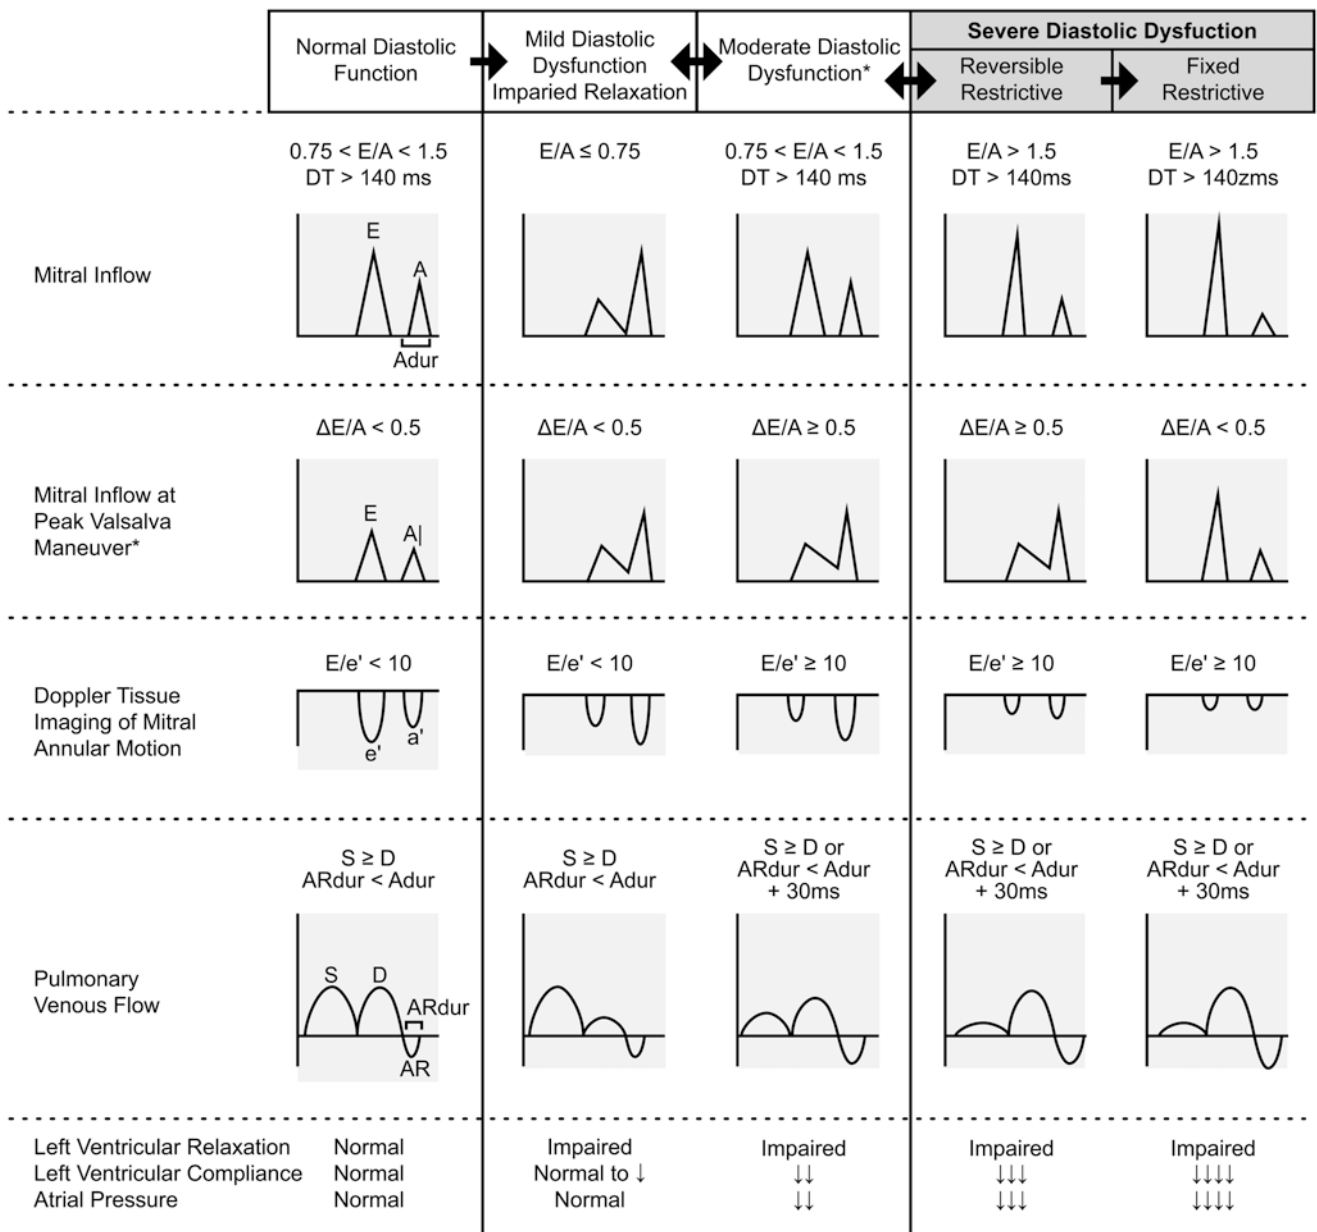 Normal Diastolic
Function
Mild Diastolic
Dysfunction
Imparied Relaxation
Moderate Diastolic
Dysfunction*
Severe Diastolic Dysfuction
Reversible
Restrictive
Fixed
Restrictive
Mitral Inflow
0.75 < E/A < 1.5
DT > 140 ms
E
A
Adur
E/A ≤ 0.75
0.75 < E/A < 1.5
DT > 140 ms
E/A > 1.5
DT > 140ms
E/A > 1.5
DT > 140zms
Mitral Inflow at
Peak Valsalva
Maneuver*
ΔE/A < 0.5
E
A|
ΔE/A < 0.5
ΔE/A ≥ 0.5
ΔE/A ≥ 0.5
ΔE/A < 0.5
Doppler Tissue
Imaging of Mitral
Annular Motion
E/e' < 10
e'
a'
E/e' < 10
E/e' ≥ 10
E/e' ≥ 10
E/e' ≥ 10
Pulmonary
Venous Flow
S ≥ D
ARdur < Adur
S
D
ARdur
AR
S ≥ D
ARdur < Adur
S ≥ D or
ARdur < Adur
+ 30ms
S ≥ D or
ARdur < Adur
+ 30ms
S ≥ D or
ARdur < Adur
+ 30ms
Left Ventricular Relaxation Normal Impaired Impaired Impaired Impaired
Left Ventricular Compliance Normal Normal to ↓ ↓↓ ↓↓↓ ↓↓↓↓
Atrial Pressure Normal Normal ↓↓ ↓↓↓ ↓↓↓↓